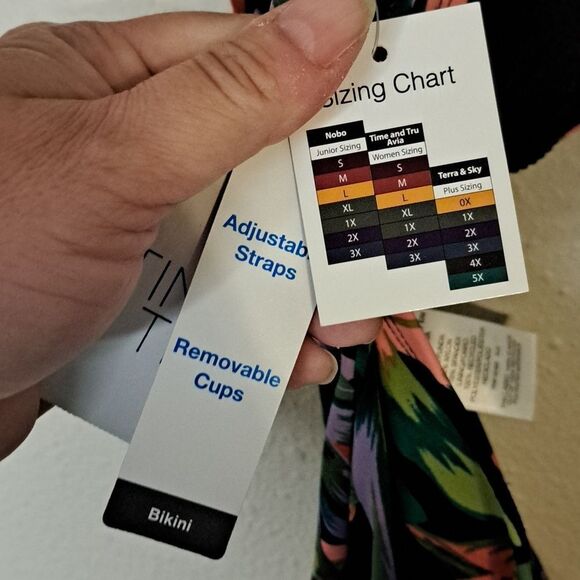 Sizing Chart
Nobo
Junior Sizing
S
M
L
XL
1X
2X
3X
Time and Tru
Avia
Women Sizing
S
M
L
XL
1X
2X
3X
Terra & Sky
Plus Sizing
0X
1X
2X
3X
4X
5X
Adjustab
Straps
Removable
Cups
Bikini
TIM
T